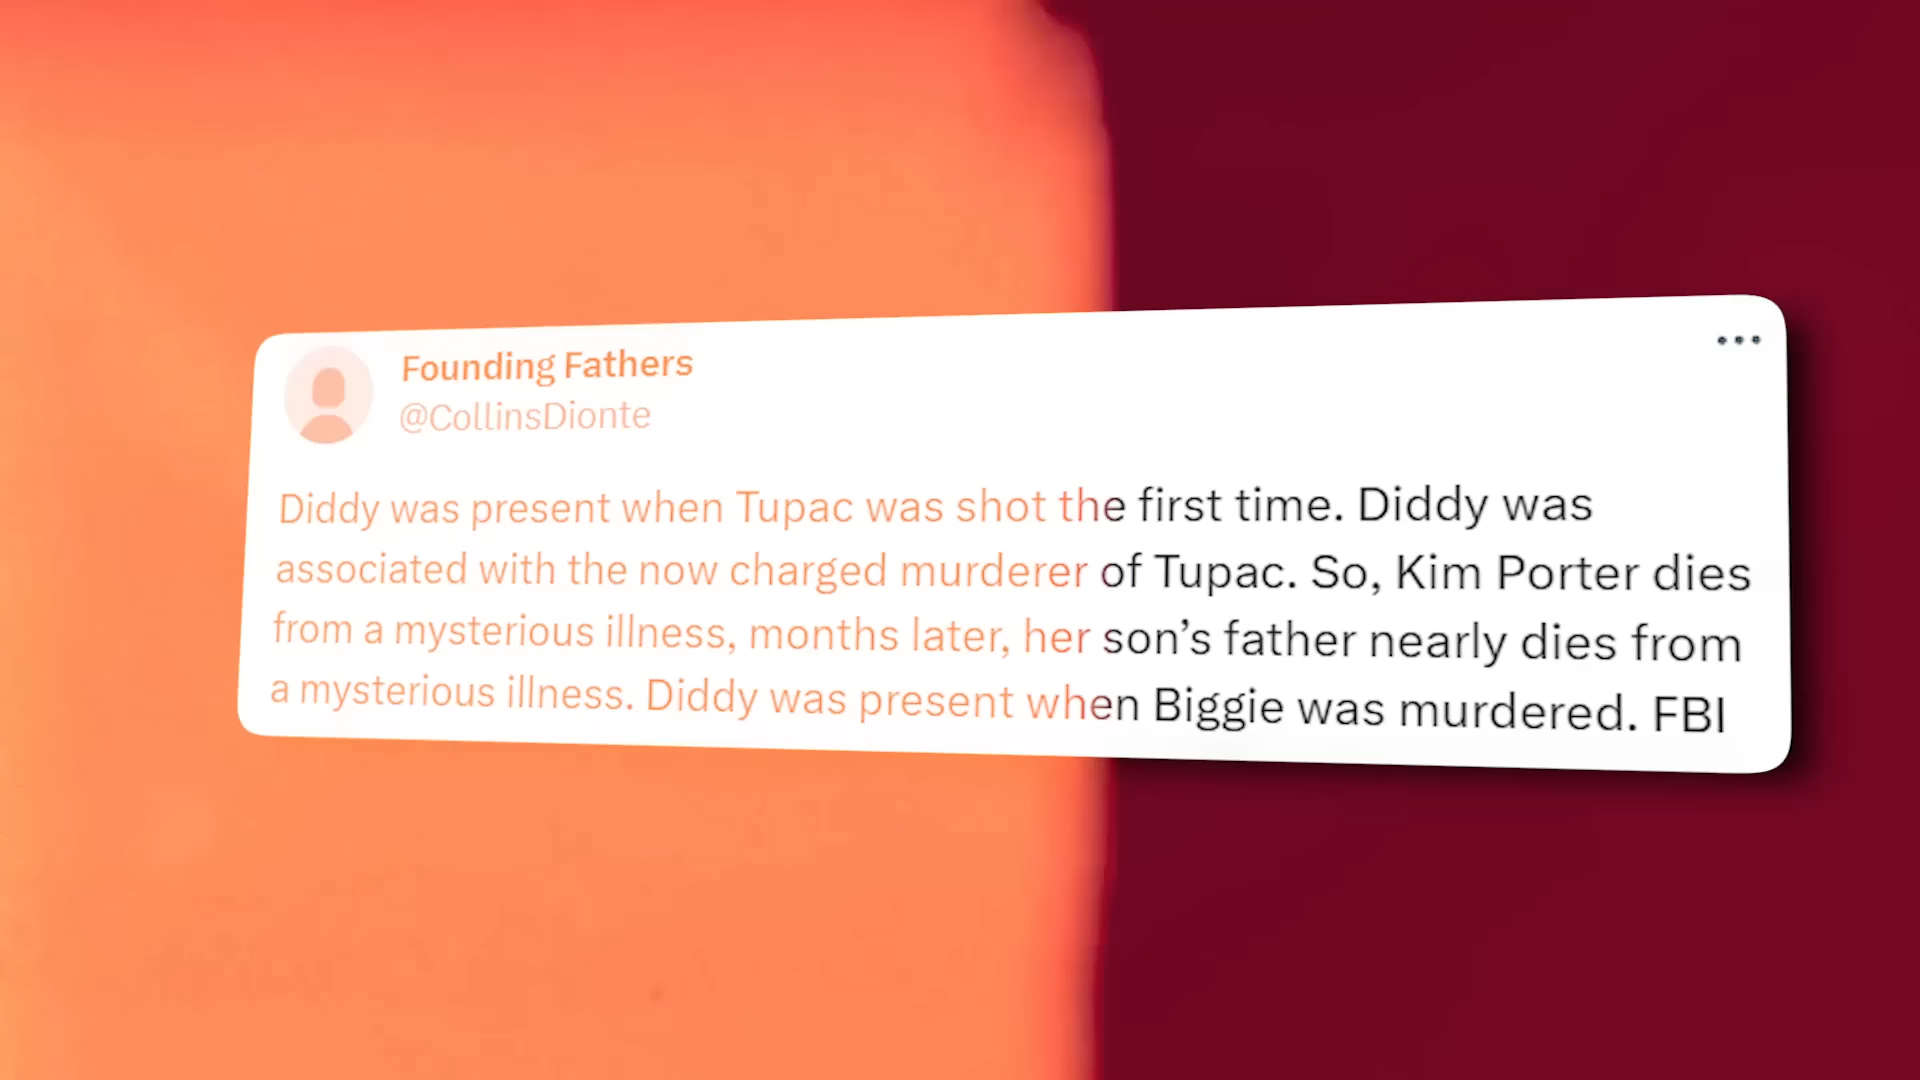 Founding Fathers
@CollinsDionte
Diddy was present when Tupac was shot the first time. Diddy was
associated with the now charged murderer of Tupac. So, Kim Porter dies
from a mysterious illness, months later, her son’s father nearly dies from
a mysterious illness. Diddy was present when Biggie was murdered. FBI